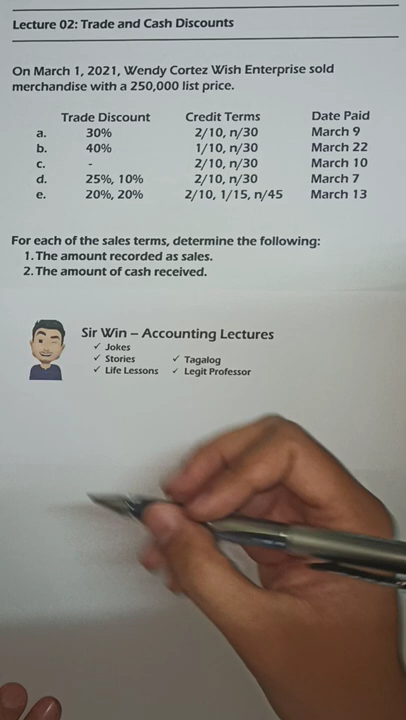 Lecture 02: Trade and Cash Discounts
On March 1, 2021, Wendy Cortez Wish Enterprise sold
merchandise with a 250,000 list price.
Trade Discount Credit Terms Date Paid
a. 30% 2/10, n/30 March 9
b. 40% 1/10, n/30 March 22
c. - 2/10, n/30 March 10
d. 25%, 10% 2/10, n/30 March 7
e. 20%, 20% 2/10, 1/15, n/45 March 13
For each of the sales terms, determine the following:
1. The amount recorded as sales.
2. The amount of cash received.
Sir Win – Accounting Lectures
✓ Jokes
✓ Stories ✓ Tagalog
✓ Life Lessons ✓ Legit Professor